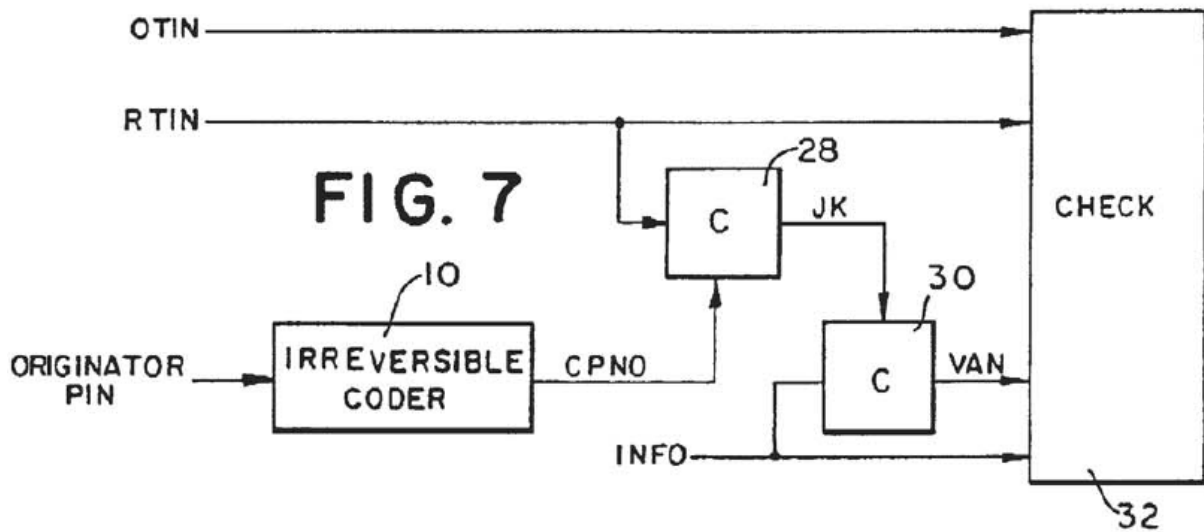 OTIN
RTIN
28
FIG. 7
C
JK
CHECK
10
30
ORIGINATOR
PIN
IRREVERSIBLE
CODER
CPNO
C
VAN
INFO
32